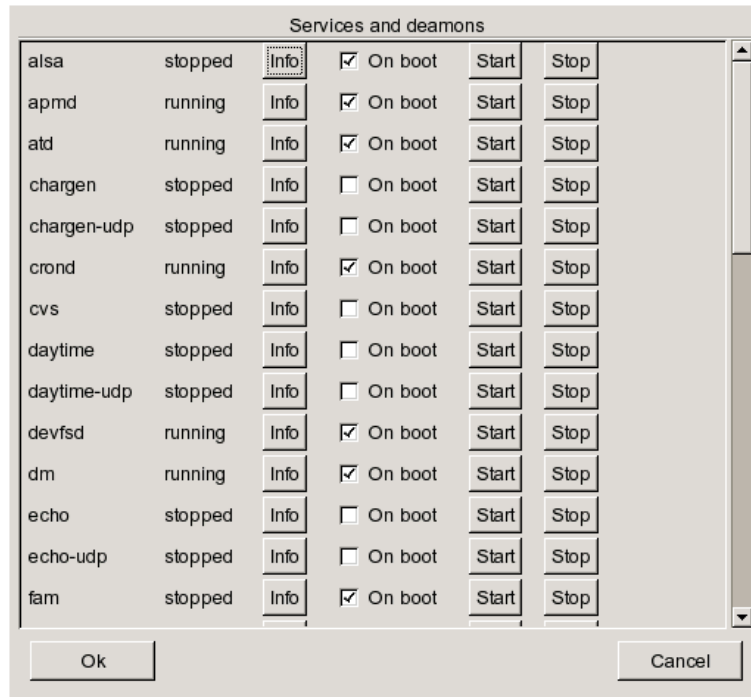 Services and deamons
alsa stopped Info On boot Start Stop
apmd running Info On boot Start Stop
atd running Info On boot Start Stop
chargen stopped Info On boot Start Stop
chargen-udp stopped Info On boot Start Stop
crond running Info On boot Start Stop
cvs stopped Info On boot Start Stop
daytime stopped Info On boot Start Stop
daytime-udp stopped Info On boot Start Stop
devfsd running Info On boot Start Stop
dm running Info On boot Start Stop
echo stopped Info On boot Start Stop
echo-udp stopped Info On boot Start Stop
fam stopped Info On boot Start Stop
Ok Cancel